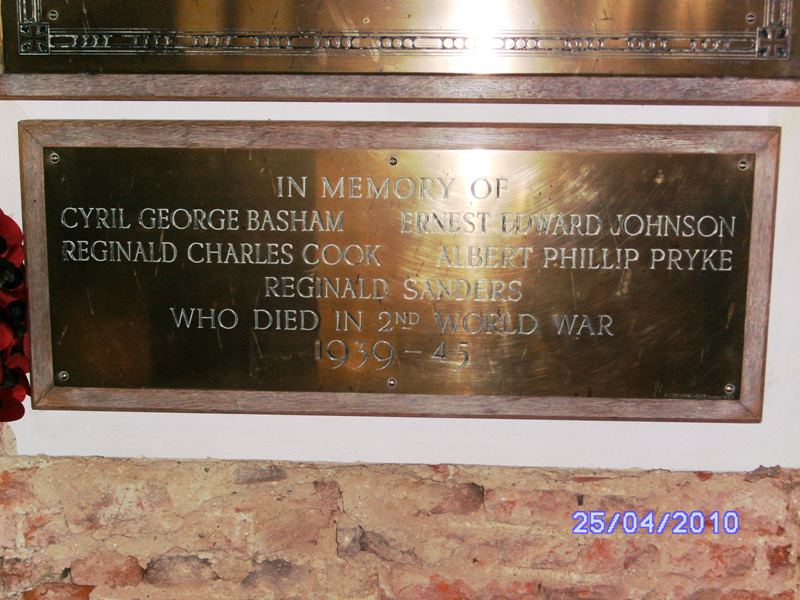 IN MEMORY OF
CYRIL GEORGE BASHAM ERNEST EDWARD JOHNSON
REGINALD CHARLES COOK ALBERT PHILLIP PRYKE
REGINALD SANDERS
WHO DIED IN 2ND WORLD WAR
1939-45
25/04/2010